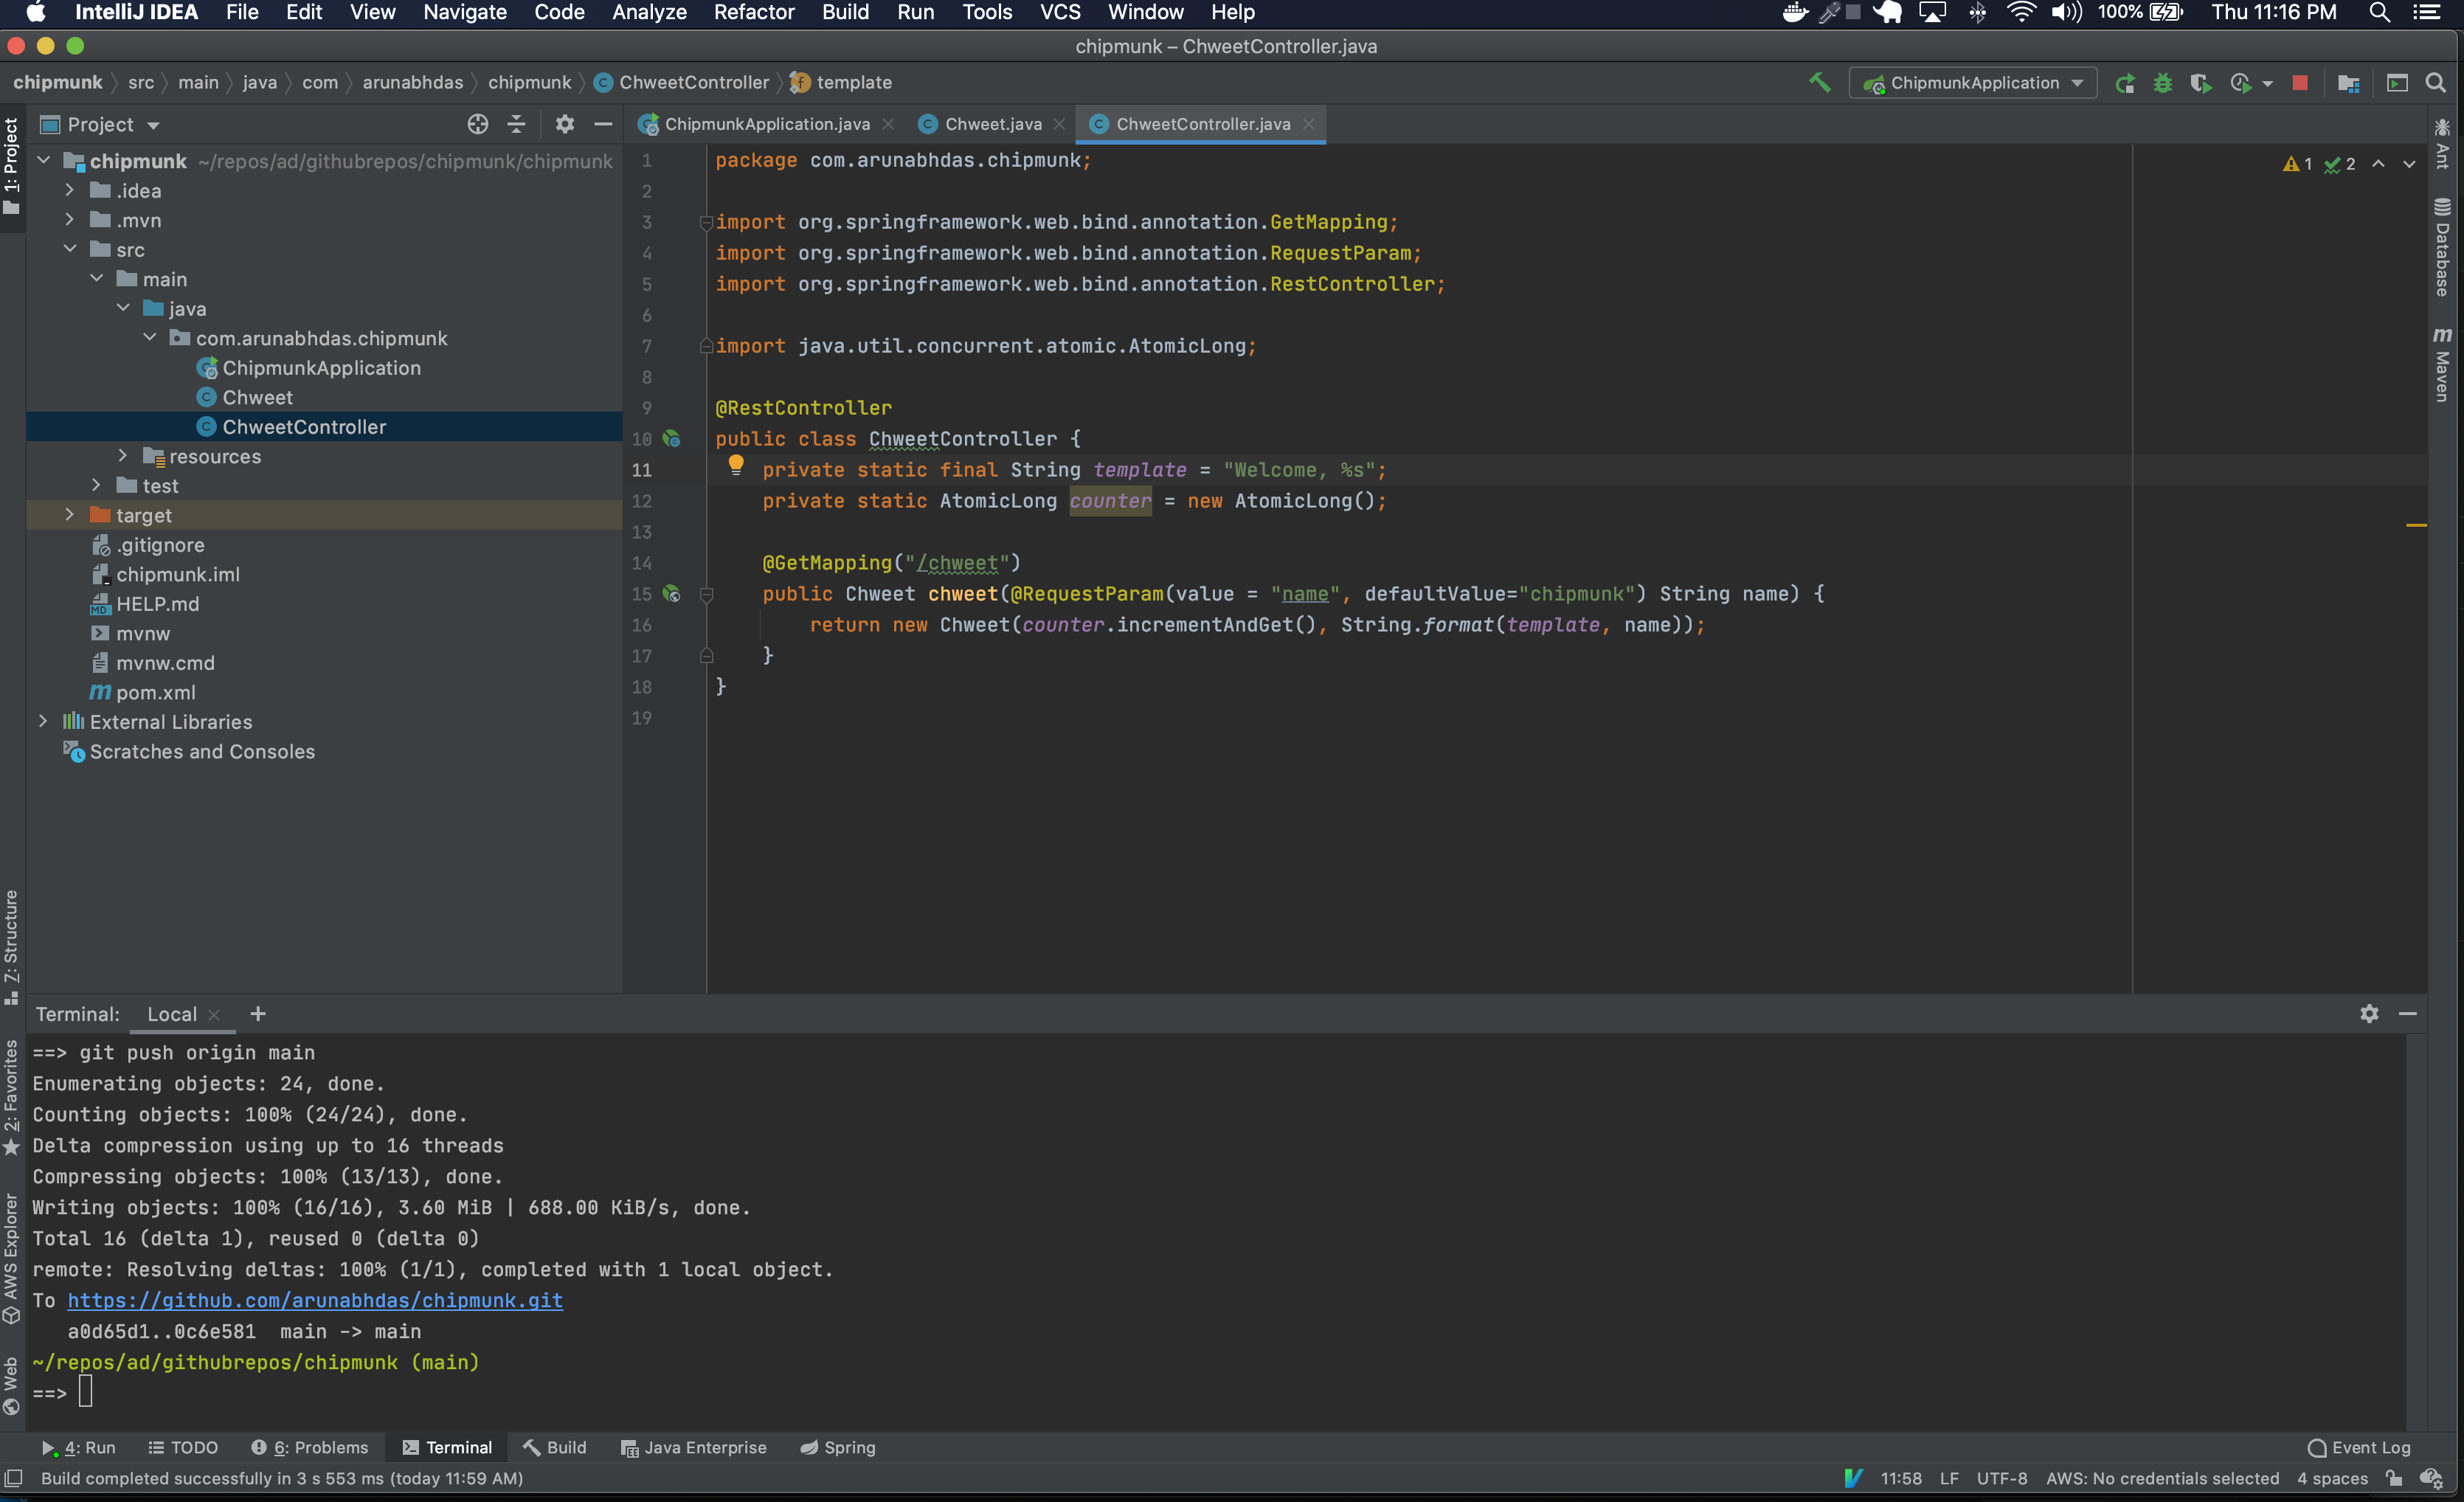 IntelliJ IDEA File Edit View Navigate Code Analyze Refactor Build Run Tools VCS Window Help 100% Thu 11:16 PM
chipmunk – ChweetController.java
chipmunk src main java com arunabhdas chipmunk ChweetController template ChipmunkApplication
1: Project
Project
chipmunk ~/repos/ad/githubrepos/chipmunk/chipmunk
.idea
.mvn
src
main
java
com.arunabhdas.chipmunk
ChipmunkApplication
Chweet
ChweetController
resources
test
target
.gitignore
chipmunk.iml
HELP.md
mvnw
mvnw.cmd
pom.xml
External Libraries
Scratches and Consoles
ChipmunkApplication.java Chweet.java ChweetController.java
1 package com.arunabhdas.chipmunk;
2
3 import org.springframework.web.bind.annotation.GetMapping;
4 import org.springframework.web.bind.annotation.RequestParam;
5 import org.springframework.web.bind.annotation.RestController;
6
7 import java.util.concurrent.atomic.AtomicLong;
8
9 @RestController
10 public class ChweetController {
11 private static final String template = "Welcome, %s";
12 private static AtomicLong counter = new AtomicLong();
13
14 @GetMapping("/chweet")
15 public Chweet chweet(@RequestParam(value = "name", defaultValue="chipmunk") String name) {
16 return new Chweet(counter.incrementAndGet(), String.format(template, name));
17 }
18 }
19
1 2
Ant
Database
Maven
Z: Structure
2: Favorites
AWS Explorer
Web
Terminal: Local
==> git push origin main
Enumerating objects: 24, done.
Counting objects: 100% (24/24), done.
Delta compression using up to 16 threads
Compressing objects: 100% (13/13), done.
Writing objects: 100% (16/16), 3.60 MiB | 688.00 KiB/s, done.
Total 16 (delta 1), reused 0 (delta 0)
remote: Resolving deltas: 100% (1/1), completed with 1 local object.
To https://github.com/arunabhdas/chipmunk.git
a0d65d1..0c6e581 main -> main
~/repos/ad/githubrepos/chipmunk (main)
==>
4: Run TODO 6: Problems Terminal Build Java Enterprise Spring Event Log
Build completed successfully in 3 s 553 ms (today 11:59 AM) 11:58 LF UTF-8 AWS: No credentials selected 4 spaces